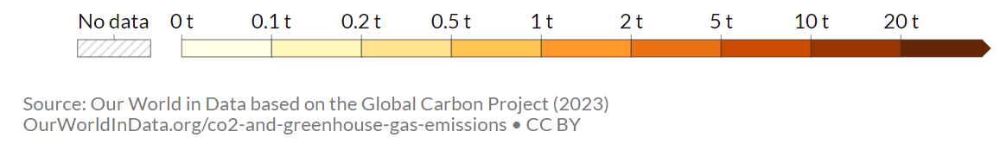 No data 0 t 0.1 t 0.2 t 0.5 t 1 t 2 t 5 t 10 t 20 t
Source: Our World in Data based on the Global Carbon Project (2023)
OurWorldInData.org/co2-and-greenhouse-gas-emissions • CC BY